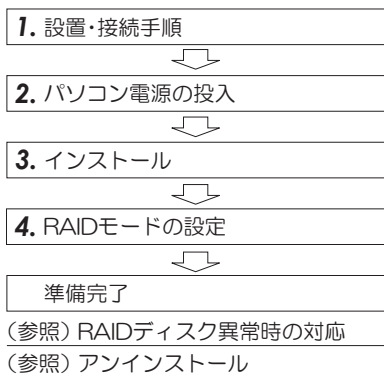 1. 設置・接続手順
2. パソコン電源の投入
3. インストール
4. RAIDモードの設定
準備完了
(参照) RAIDディスク異常時の対応
(参照) アンインストール